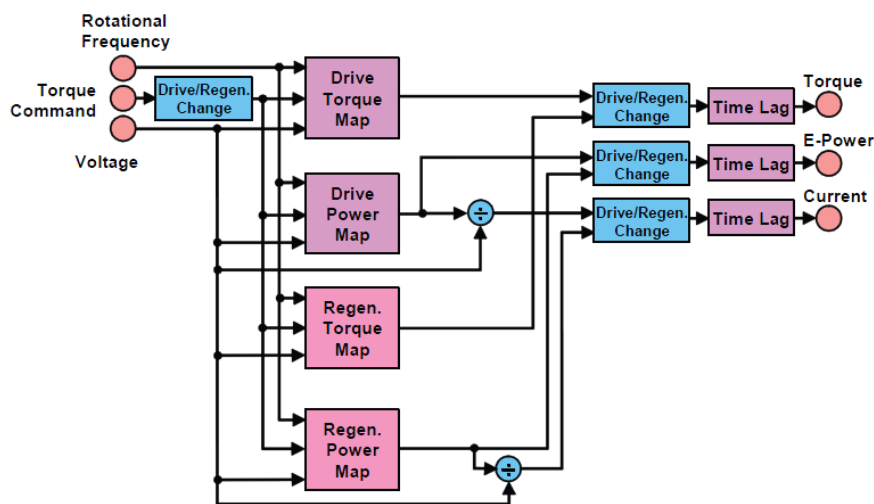 Rotational
Frequency
Torque
Command
Voltage
Drive/Regen.
Change
Drive
Torque
Map
Drive
Power
Map
÷
Regen.
Torque
Map
Regen.
Power
Map
÷
Drive/Regen.
Change
Time Lag
Torque
Drive/Regen.
Change
Time Lag
E-Power
Drive/Regen.
Change
Time Lag
Current